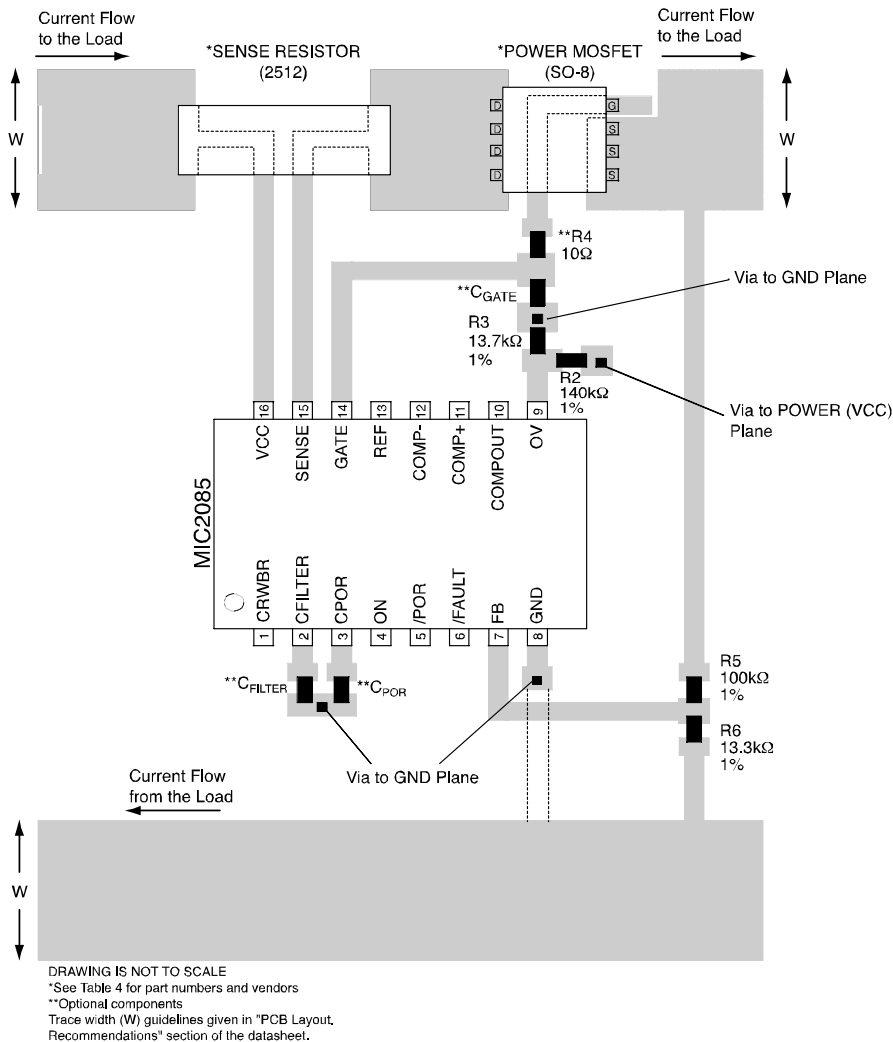 Current Flow
to the Load
*SENSE RESISTOR
(2512)
*POWER MOSFET
(SO-8)
Current Flow
to the Load
W
W
D
D
D
D
G
S
S
S
**R4
10Ω
**CGATE
Via to GND Plane
R3
13.7kΩ
1%
R2
140kΩ
1%
Via to POWER (VCC)
Plane
16
15
14
13
12
11
10
9
VCC
SENSE
GATE
REF
COMP-
COMP+
COMPOUT
OV
MIC2085
CRWBR
CFILTER
CPOR
ON
/POR
/FAULT
FB
GND
1
2
3
4
5
6
7
8
**CFILTER
**CPOR
R5
100kΩ
1%
R6
13.3kΩ
1%
Via to GND Plane
Current Flow
from the Load
W
DRAWING IS NOT TO SCALE
*See Table 4 for part numbers and vendors
**Optional components
Trace width (W) guidelines given in "PCB Layout
Recommendations" section of the datasheet.